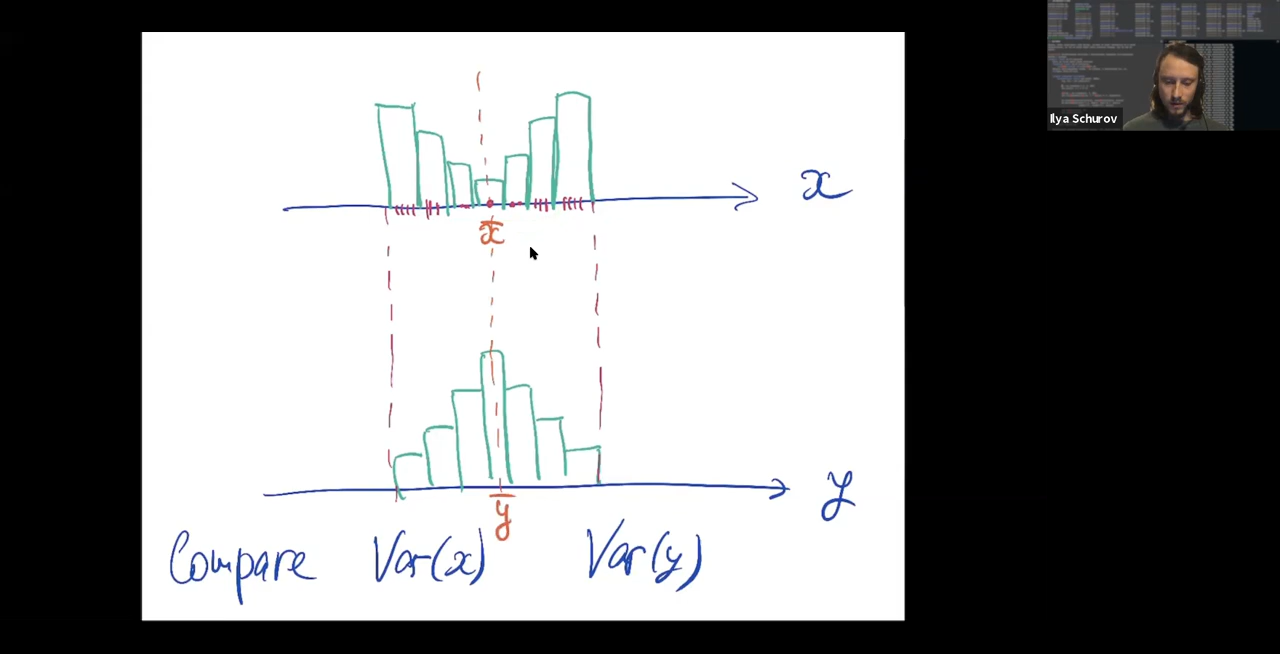 Ilya Schurov
x
x̄
ȳ
y
Compare Var(x) Var(y)